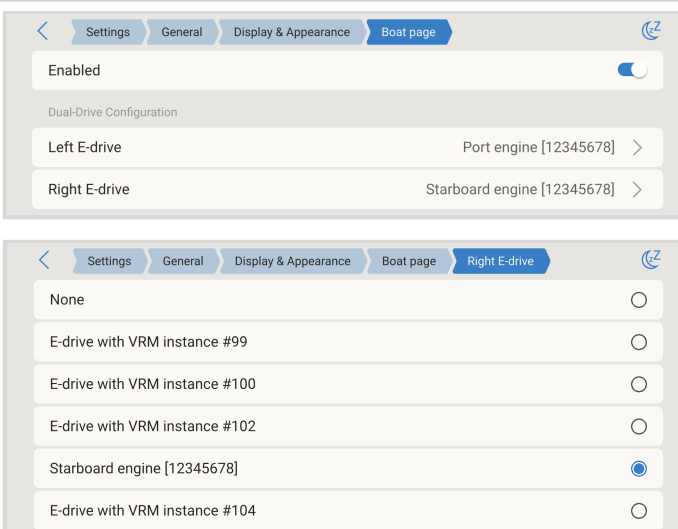 Settings General Display & Appearance Boat page
Enabled
Dual-Drive Configuration
Left E-drive Port engine [12345678]
Right E-drive Starboard engine [12345678]
Settings General Display & Appearance Boat page Right E-drive
None
E-drive with VRM instance #99
E-drive with VRM instance #100
E-drive with VRM instance #102
Starboard engine [12345678]
E-drive with VRM instance #104